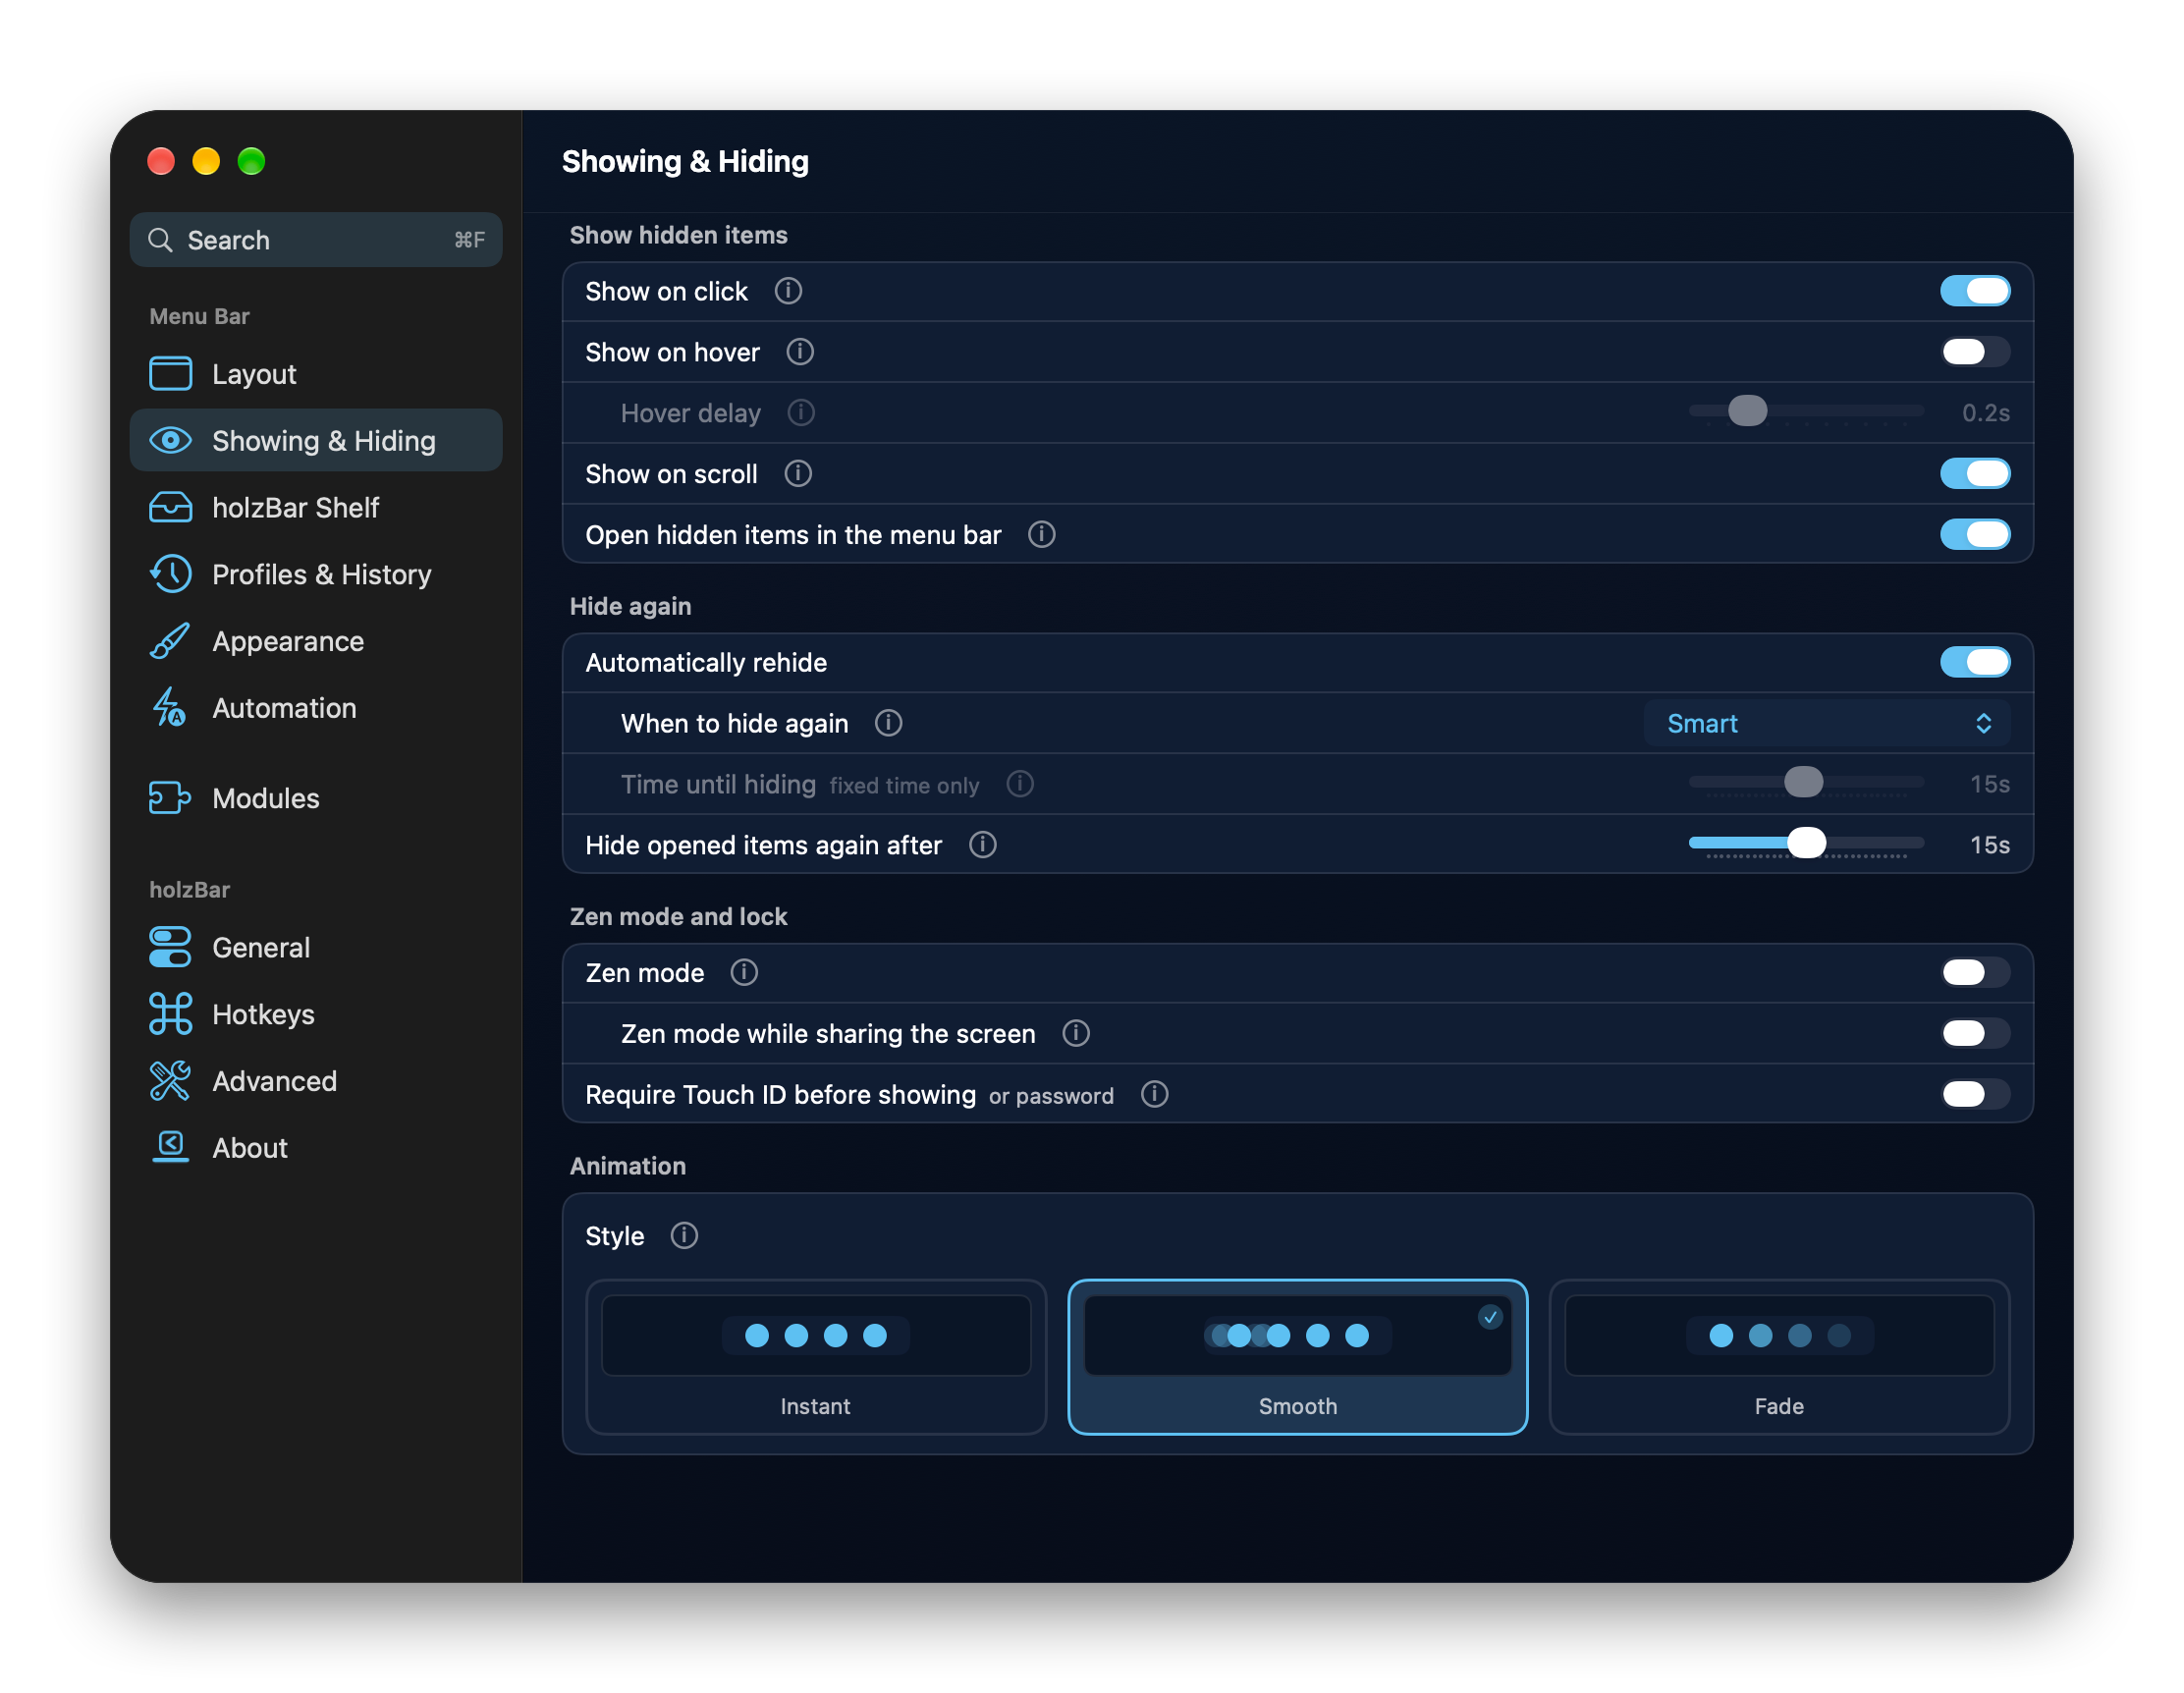 Search ⌘F
Menu Bar
Layout
Showing & Hiding
holzBar Shelf
Profiles & History
Appearance
Automation
Modules
holzBar
General
Hotkeys
Advanced
About
Showing & Hiding
Show hidden items
Show on click
Show on hover
Hover delay 0.2s
Show on scroll
Open hidden items in the menu bar
Hide again
Automatically rehide
When to hide again Smart
Time until hiding fixed time only 15s
Hide opened items again after 15s
Zen mode and lock
Zen mode
Zen mode while sharing the screen
Require Touch ID before showing or password
Animation
Style
Instant Smooth Fade